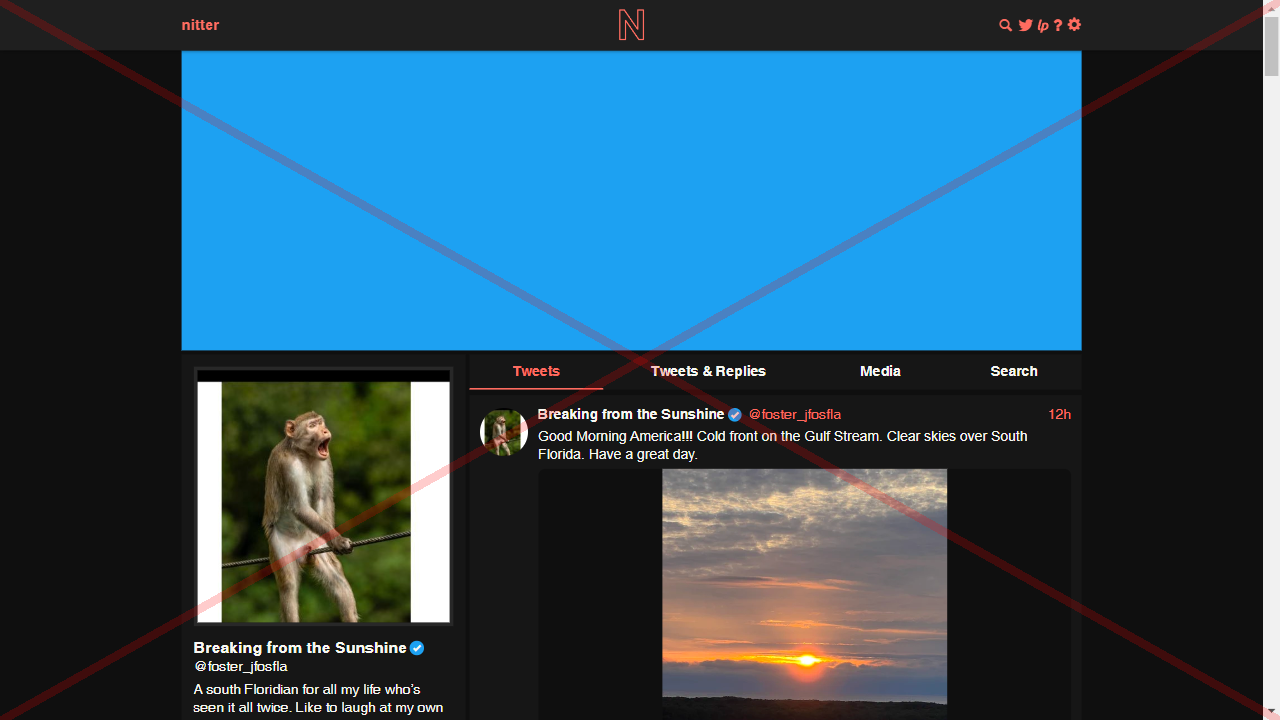 nitter
N
lp ?
Tweets
Tweets & Replies
Media
Search
Breaking from the Sunshine @foster_jfosfla 12h
Good Morning America!!! Cold front on the Gulf Stream. Clear skies over South
Florida. Have a great day.
Breaking from the Sunshine
@foster_jfosfla
A south Floridian for all my life who's
seen it all twice. Like to laugh at my own